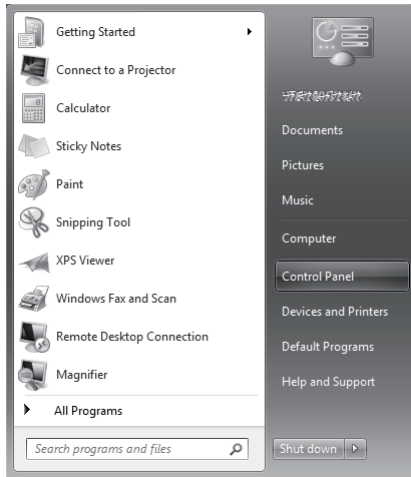 Getting Started
Connect to a Projector
Calculator
Sticky Notes
Paint
Snipping Tool
XPS Viewer
Windows Fax and Scan
Remote Desktop Connection
Magnifier
All Programs
Search programs and files
Documents
Pictures
Music
Computer
Control Panel
Devices and Printers
Default Programs
Help and Support
Shut down